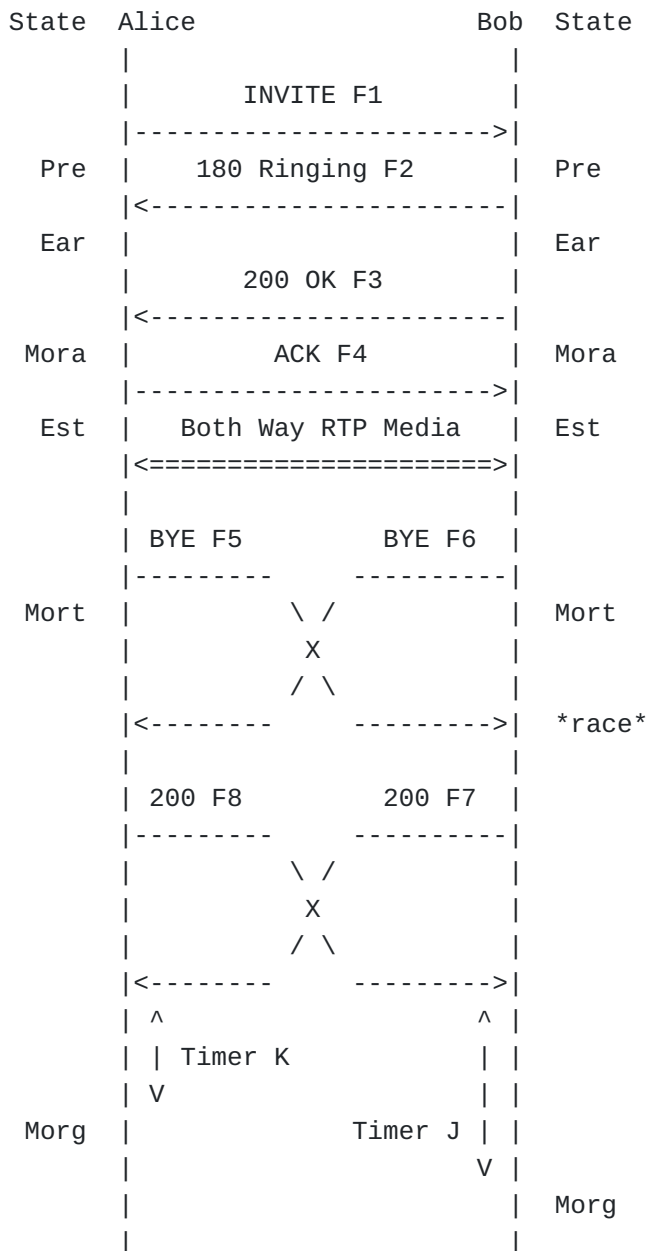 State  Alice                  Bob  State
       |                        |
       |       INVITE F1        |
       |----------------------->|
  Pre  |    180 Ringing F2      |  Pre
       |<-----------------------|
  Ear  |                        |  Ear
       |       200 OK F3        |
       |<-----------------------|
 Mora  |         ACK F4         |  Mora
       |----------------------->|
  Est  |   Both Way RTP Media   |  Est
       |<======================>|
       |                        |
       | BYE F5         BYE F6  |
       |---------     ----------|
 Mort  |          \ /           |  Mort
       |           X            |
       |          / \           |
       |<--------     --------->|  *race*
       |                        |
       | 200 F8         200 F7  |
       |---------     ----------|
       |          \ /           |
       |           X            |
       |          / \           |
       |<--------     --------->|
       | ^                    ^ |
       | | Timer K            | |
       | V                    | |
 Morg  |              Timer J | |
       |                      V |
       |                        |  Morg
       |                        |